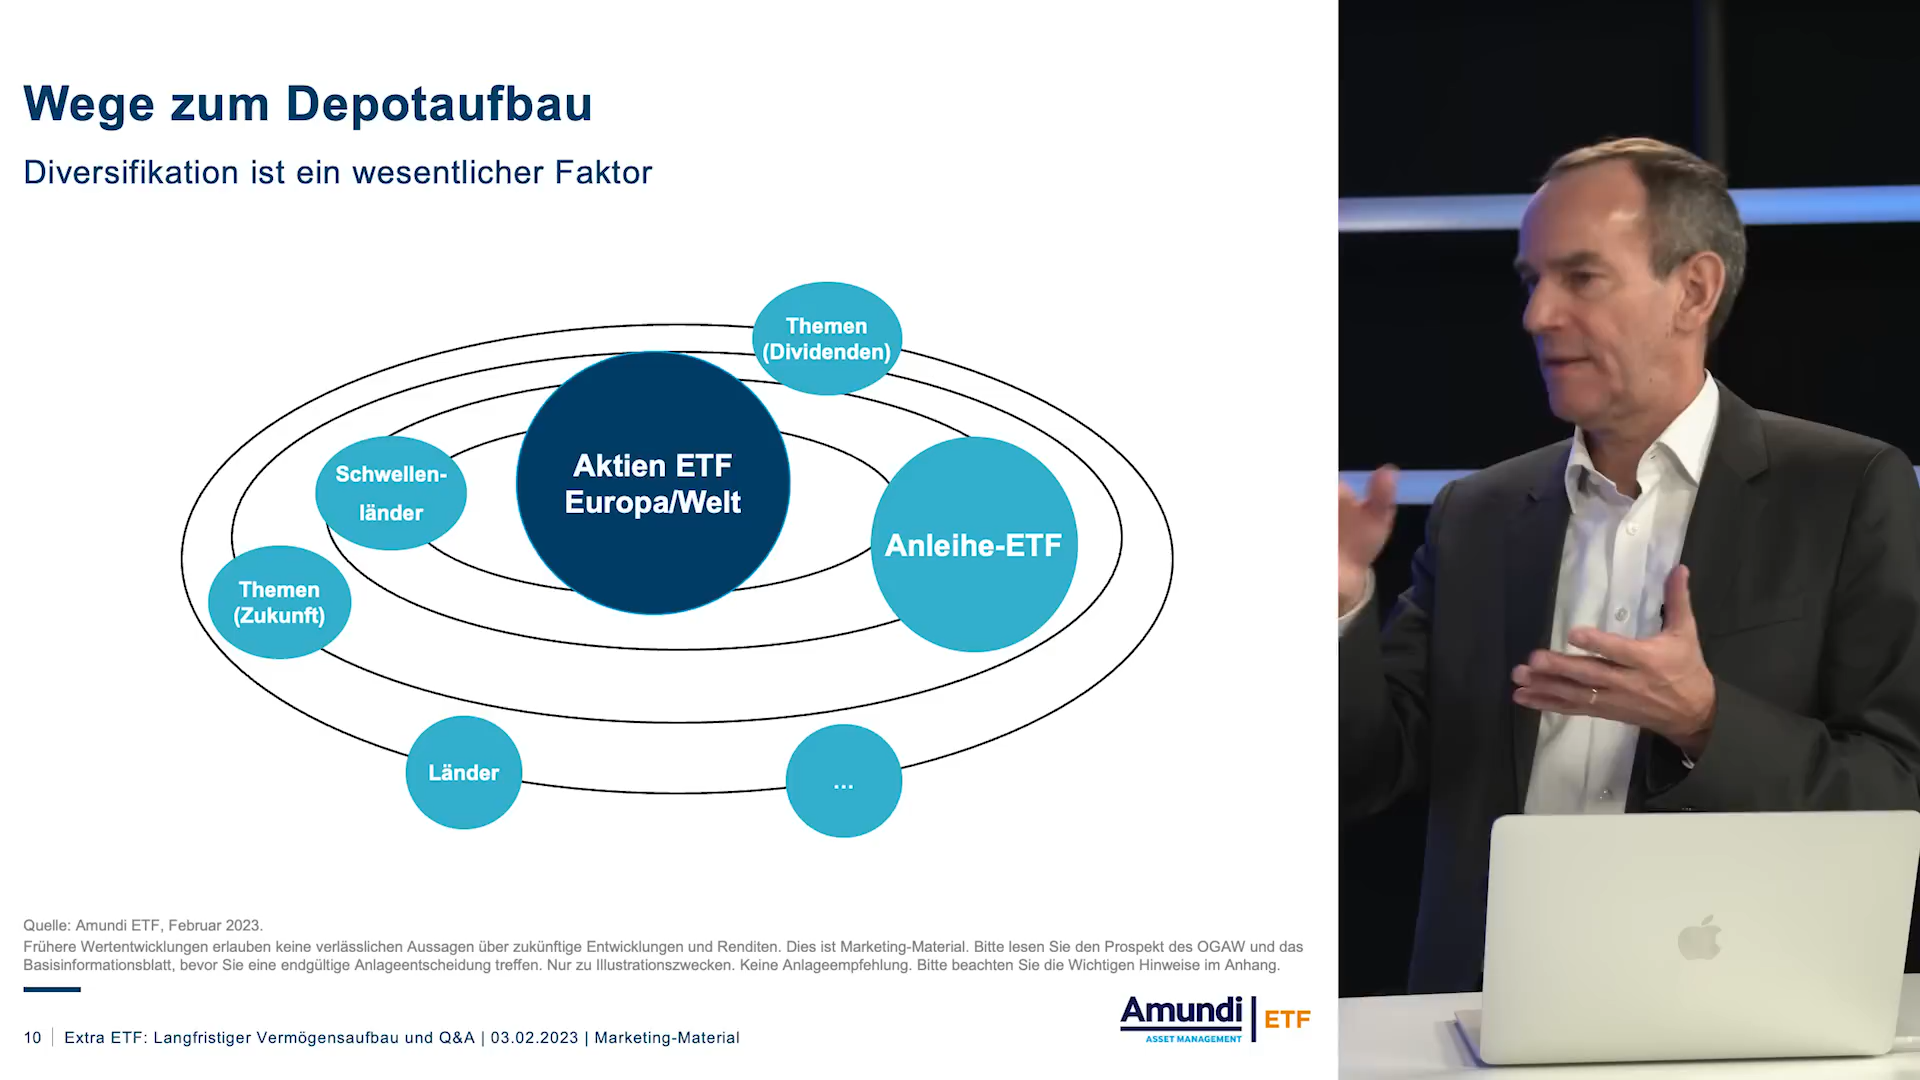 Wege zum Depotaufbau
Diversifikation ist ein wesentlicher Faktor
Themen
(Dividenden)
Aktien ETF
Europa/Welt
Schwellen-
länder
Anleihe-ETF
Themen
(Zukunft)
Länder
...
Quelle: Amundi ETF, Februar 2023.
Frühere Wertentwicklungen erlauben keine verlässlichen Aussagen über zukünftige Entwicklungen und Renditen. Dies ist Marketing-Material. Bitte lesen Sie den Prospekt des OGAW und das
Basisinformationsblatt, bevor Sie eine endgültige Anlageentscheidung treffen. Nur zu Illustrationszwecken. Keine Anlageempfehlung. Bitte beachten Sie die Wichtigen Hinweise im Anhang.
10 | Extra ETF: Langfristiger Vermögensaufbau und Q&A | 03.02.2023 | Marketing-Material
Amundi | ETF
ASSET MANAGEMENT